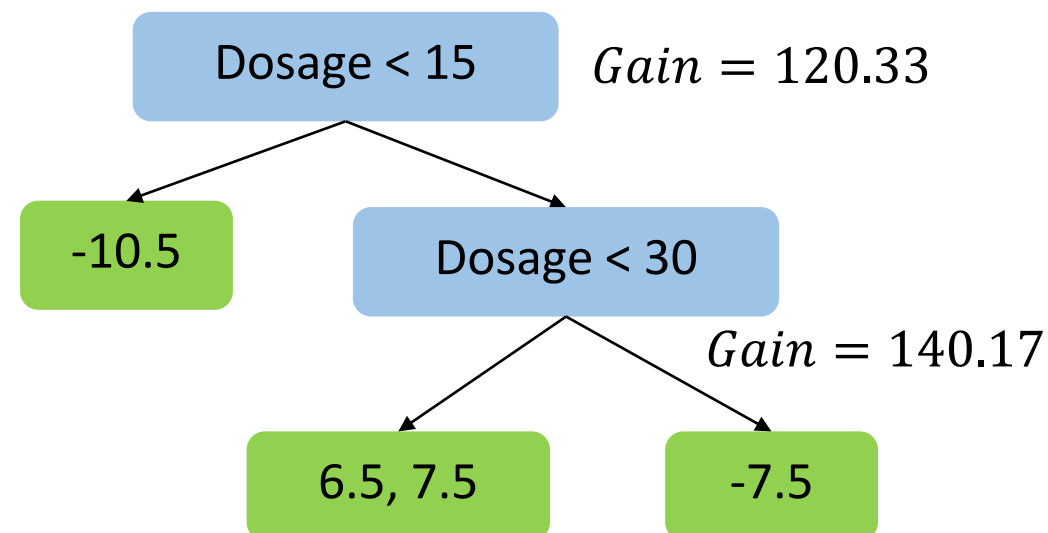 Dosage < 15
Gain = 120.33
-10.5
Dosage < 30
Gain = 140.17
6.5, 7.5
-7.5